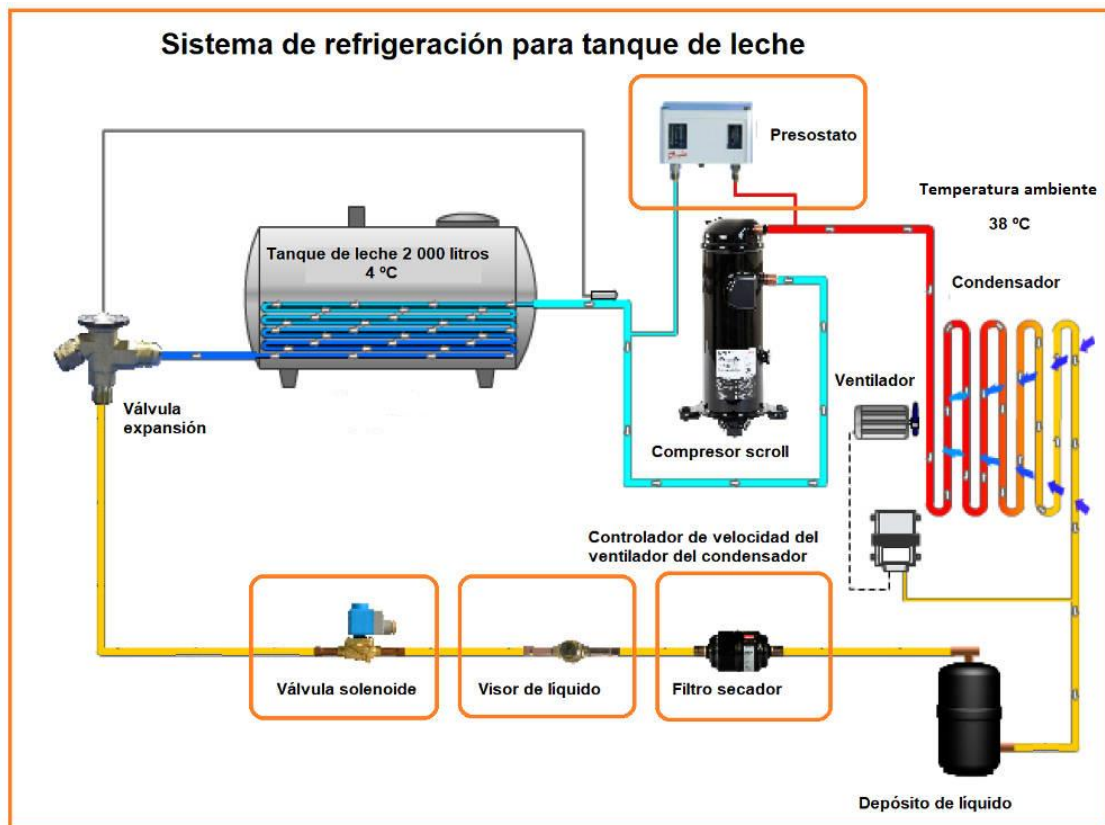 Sistema de refrigeración para tanque de leche
Presostato
Temperatura ambiente
38 ºC
Tanque de leche 2 000 litros
4 ºC
Condensador
Ventilador
Válvula
expansión
Compresor scroll
Controlador de velocidad del
ventilador del condensador
Válvula solenoide
Visor de líquido
Filtro secador
Depósito de líquido